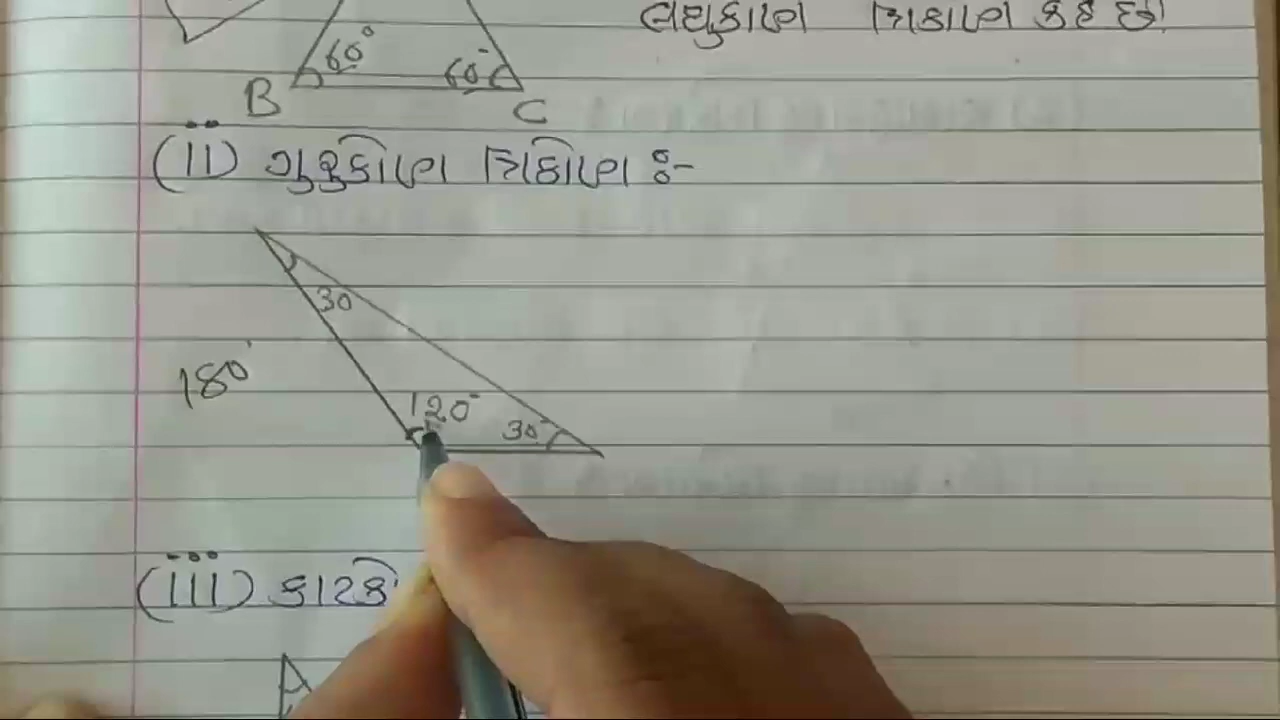 લઘુકોણ ત્રિકોણ કહે છે.
60° 60°
B C
(ii) ગુરુકોણ ત્રિકોણ :-
30
180°
120° 30°
(iii) કાટકો
A